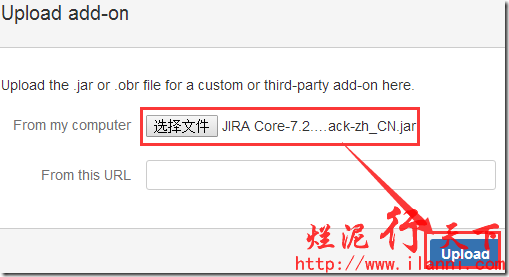 Upload add-on
Upload the .jar or .obr file for a custom or third-party add-on here.
From my computer 选择文件 JIRA Core-7.2....ack-zh_CN.jar
From this URL
烂泥行天下
Upload
http://www.ilanni.com